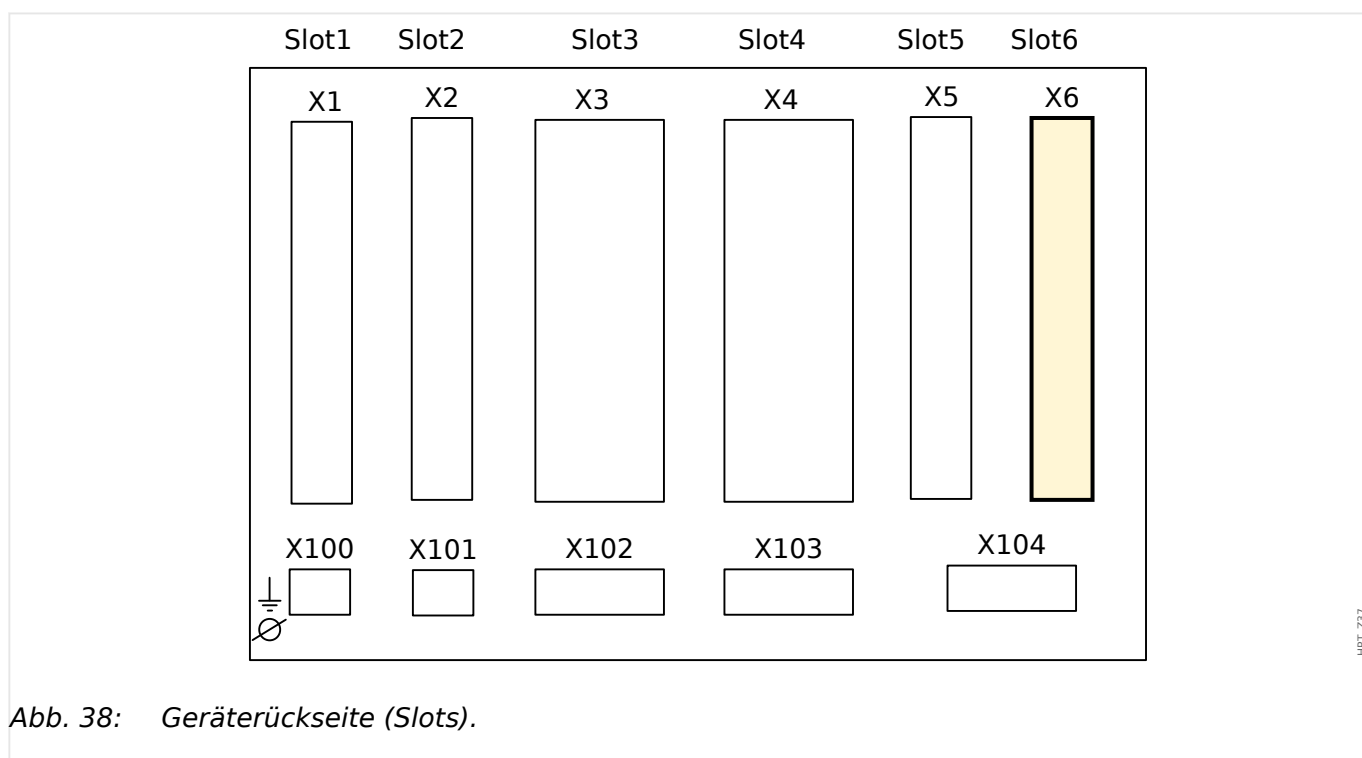 Slot1 Slot2 Slot3 Slot4 Slot5 Slot6
X1 X2 X3 X4 X5 X6
X100 X101 X102 X103 X104
Abb. 38: Geräterückseite (Slots).